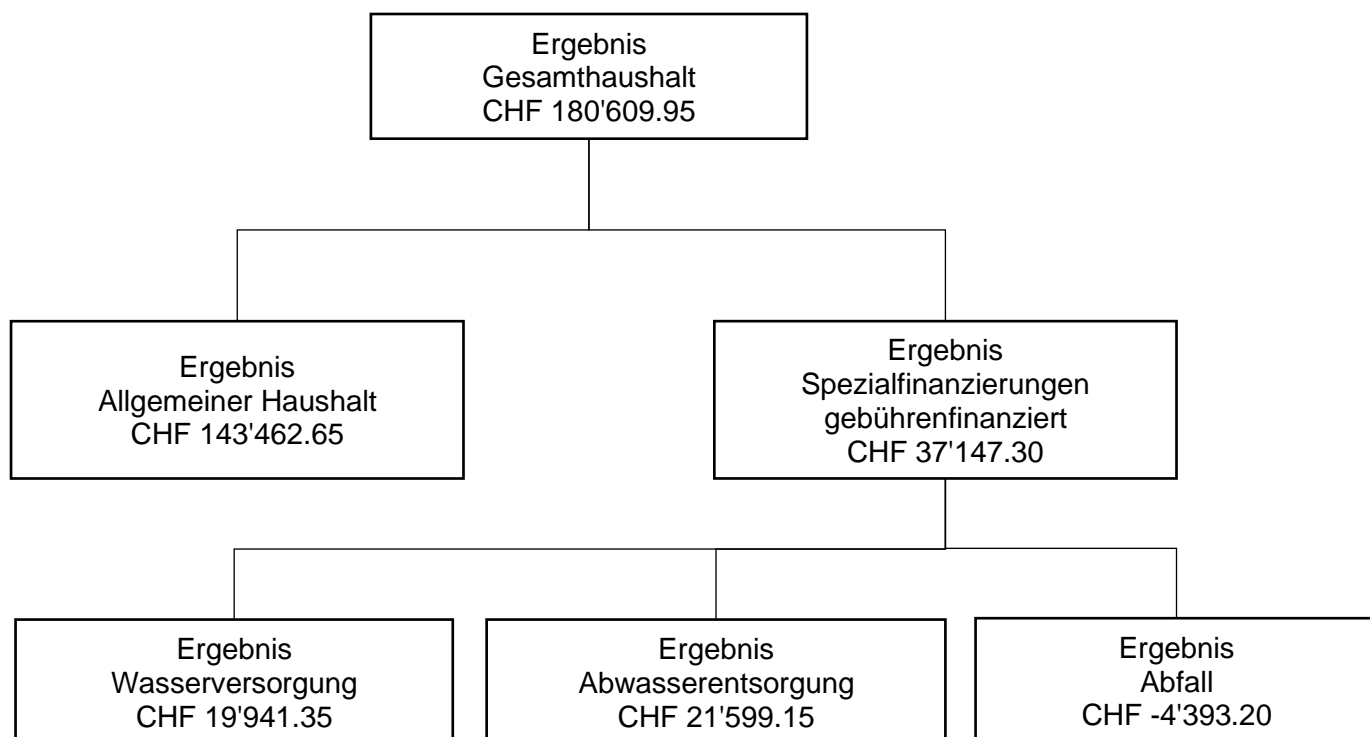 Ergebnis
Gesamthaushalt
CHF 180'609.95
Ergebnis
Allgemeiner Haushalt
CHF 143'462.65
Ergebnis
Spezialfinanzierungen
gebührenfinanziert
CHF 37'147.30
Ergebnis
Wasserversorgung
CHF 19'941.35
Ergebnis
Abwasserentsorgung
CHF 21'599.15
Ergebnis
Abfall
CHF -4'393.20